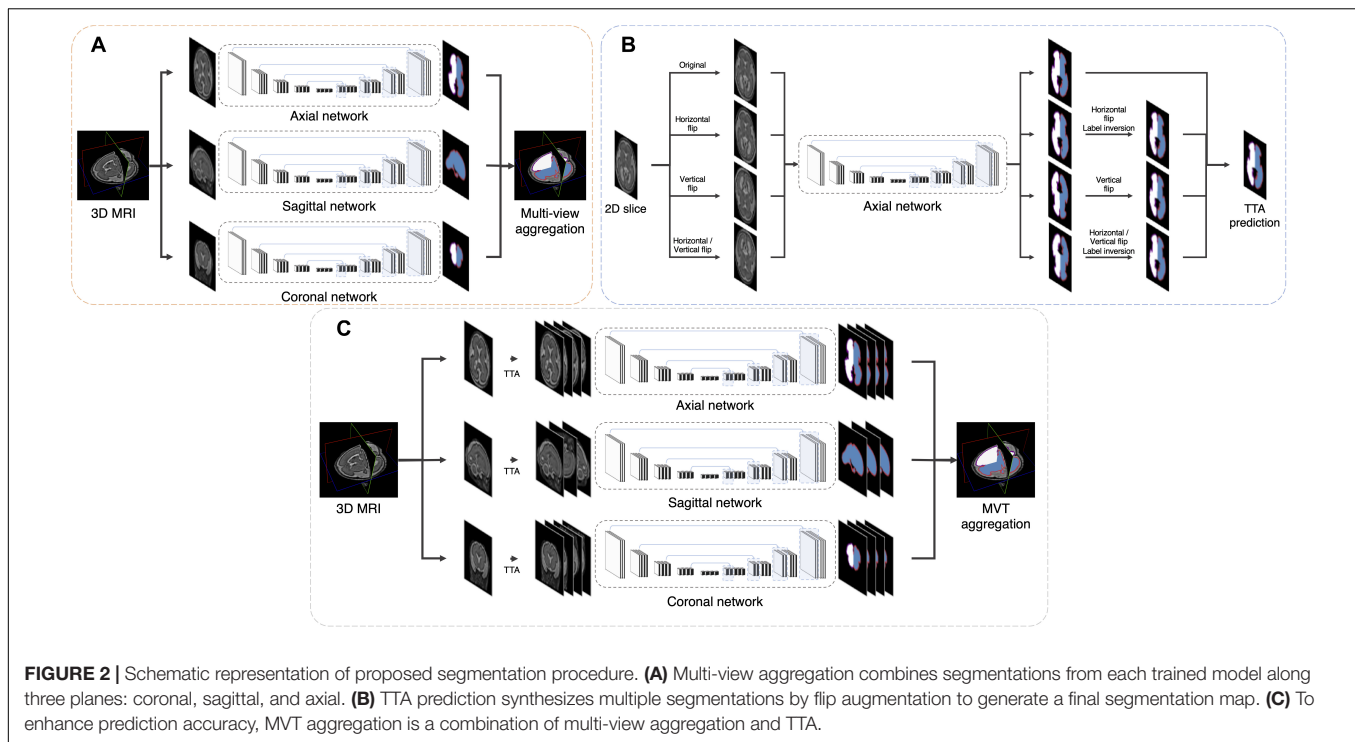 A
3D MRI
Axial network
Sagittal network
Coronal network
Multi-view
aggregation
B
2D slice
Original
Horizontal
flip
Vertical
flip
Horizontal /
Vertical flip
Axial network
Horizontal
flip
Label inversion
Vertical
flip
Horizontal /
Vertical flip
Label inversion
TTA
prediction
C
3D MRI
TTA
Axial network
TTA
Sagittal network
TTA
Coronal network
MVT
aggregation
FIGURE 2 | Schematic representation of proposed segmentation procedure. (A) Multi-view aggregation combines segmentations from each trained model along
three planes: coronal, sagittal, and axial. (B) TTA prediction synthesizes multiple segmentations by flip augmentation to generate a final segmentation map. (C) To
enhance prediction accuracy, MVT aggregation is a combination of multi-view aggregation and TTA.